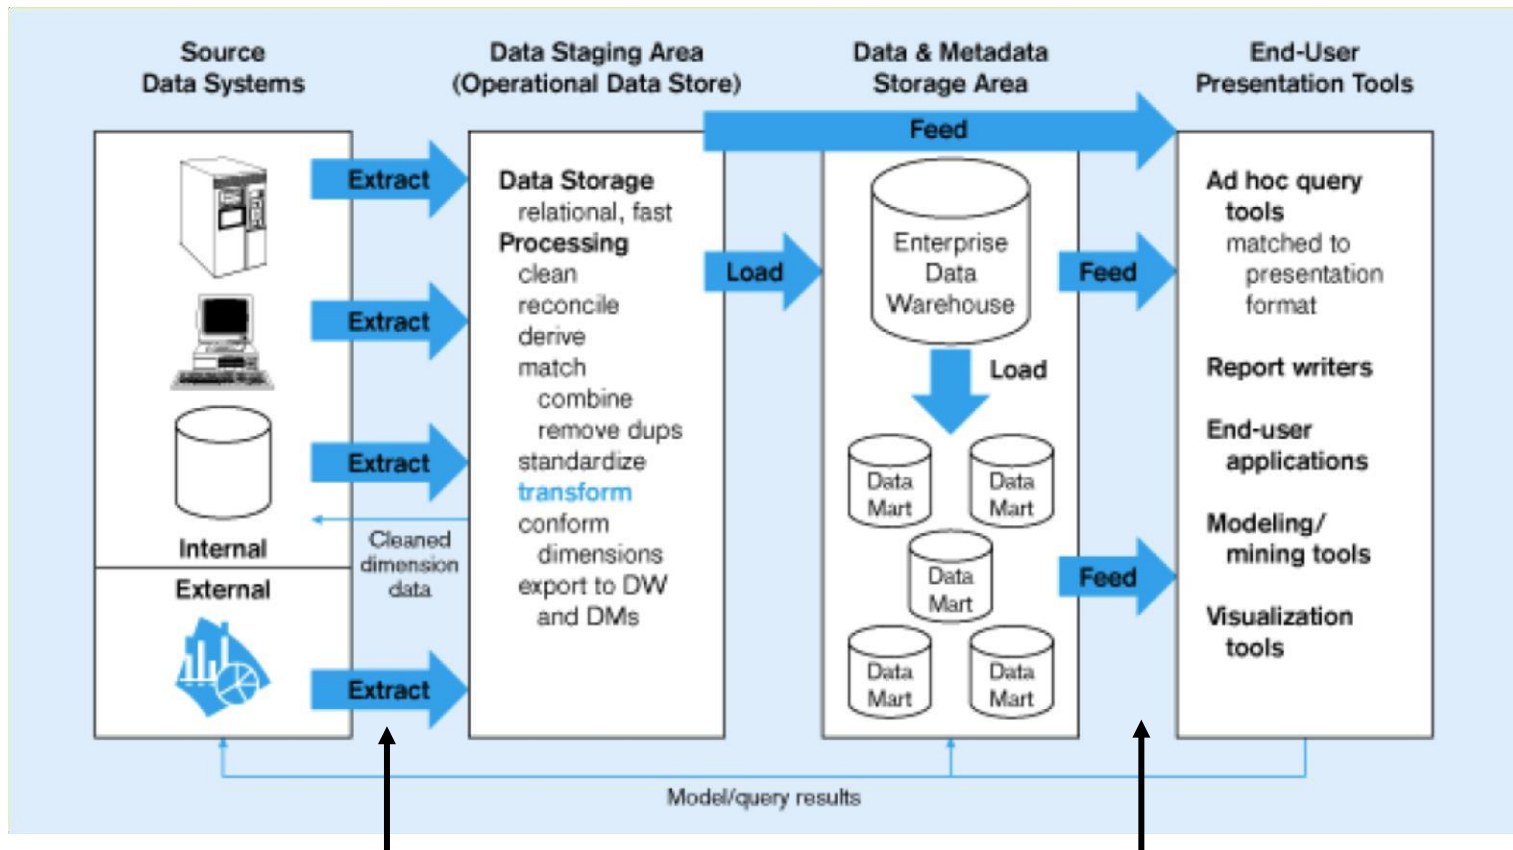 Source
Data Systems
Data Staging Area
(Operational Data Store)
Data & Metadata
Storage Area
End-User
Presentation Tools
Extract
Extract
Extract
Internal
Cleaned
dimension
data
External
Extract
Data Storage
relational, fast
Processing
clean
reconcile
derive
match
combine
remove dups
standardize
transform
conform
dimensions
export to DW
and DMs
Feed
Load
Enterprise
Data
Warehouse
Load
Data
Mart
Data
Mart
Data
Mart
Data
Mart
Data
Mart
Feed
Feed
Ad hoc query
tools
matched to
presentation
format
Report writers
End-user
applications
Modeling/
mining tools
Visualization
tools
Model/query results